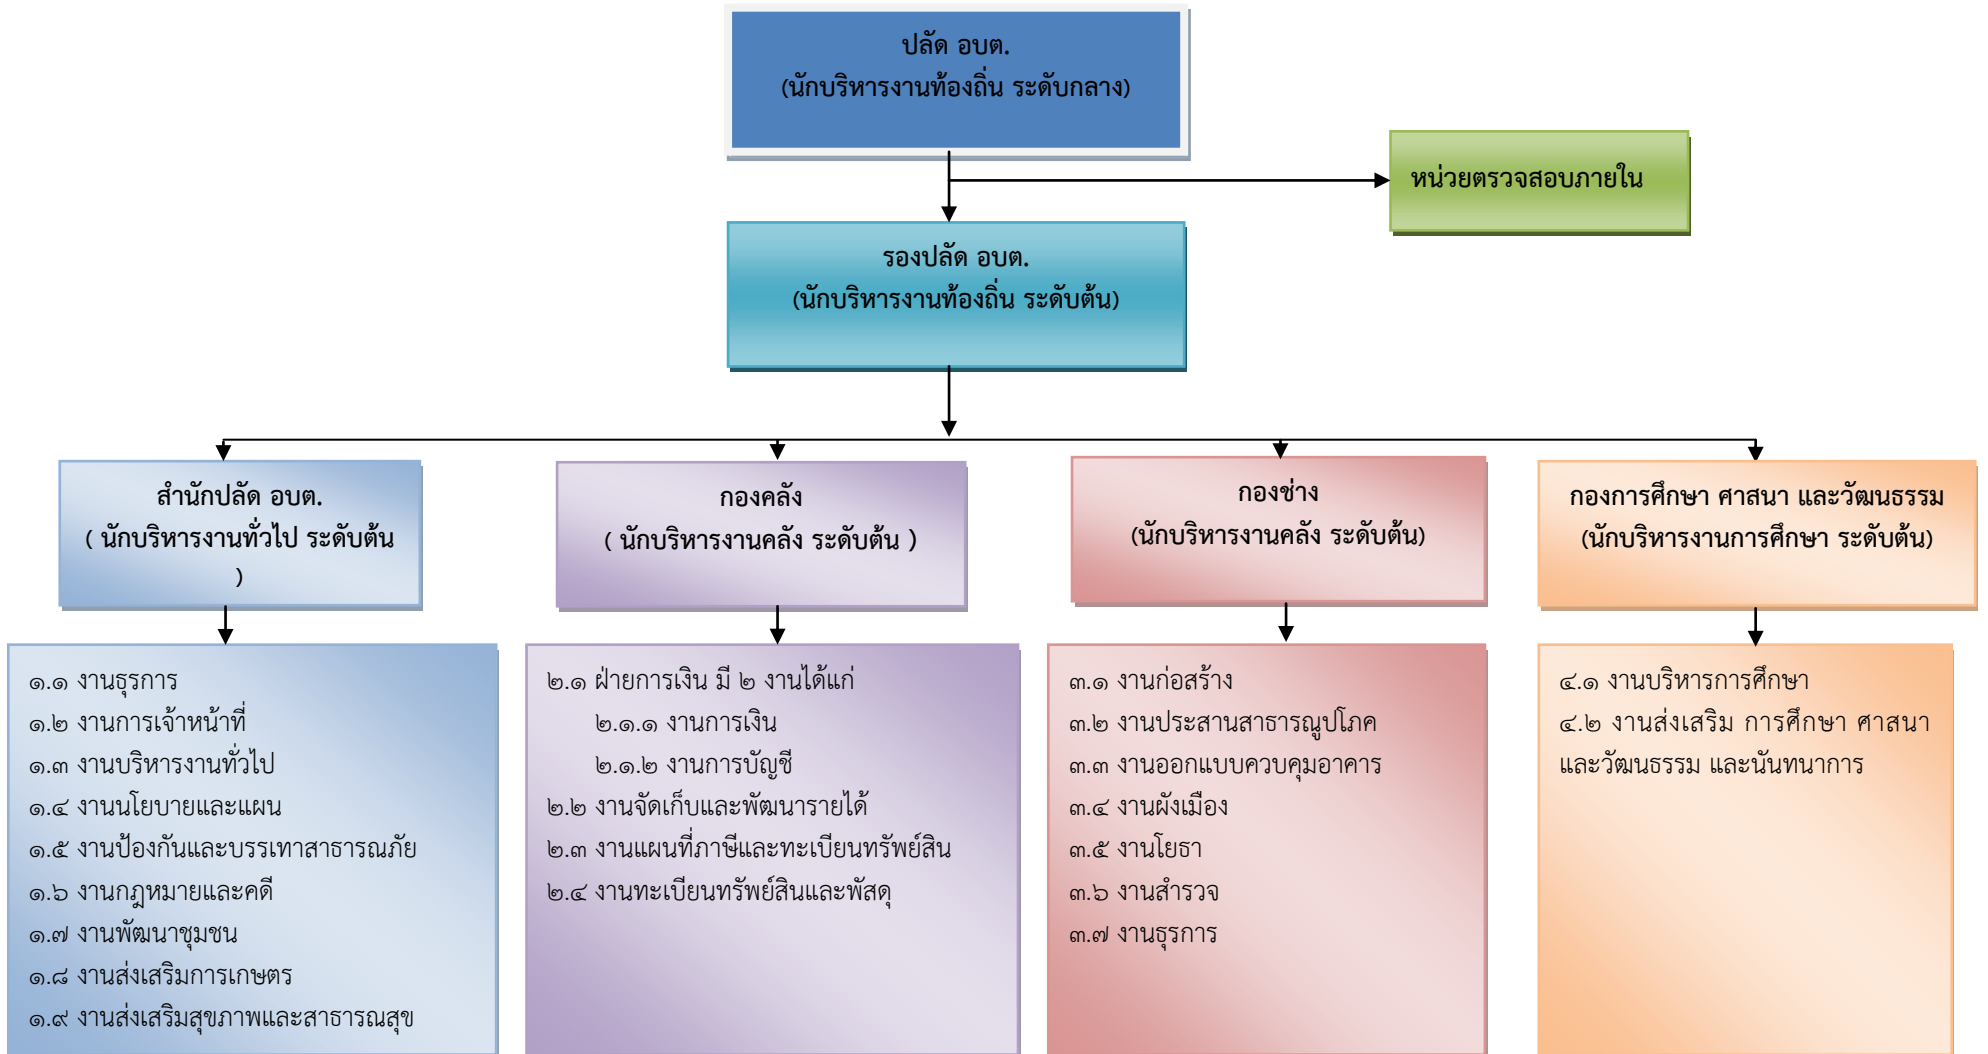 ปลัด อบต.
(นักบริหารงานท้องถิ่น ระดับกลาง)
หน่วยตรวจสอบภายใน
รองปลัด อบต.
(นักบริหารงานท้องถิ่น ระดับต้น)
สำนักปลัด อบต.
( นักบริหารงานทั่วไป ระดับต้น
)
กองคลัง
( นักบริหารงานคลัง ระดับต้น )
กองช่าง
(นักบริหารงานคลัง ระดับต้น)
กองการศึกษา ศาสนา และวัฒนธรรม
(นักบริหารงานการศึกษา ระดับต้น)
๑.๑ งานธุรการ
๑.๒ งานการเจ้าหน้าที่
๑.๓ งานบริหารงานทั่วไป
๑.๔ งานนโยบายและแผน
๑.๕ งานป้องกันและบรรเทาสาธารณภัย
๑.๖ งานกฎหมายและคดี
๑.๗ งานพัฒนาชุมชน
๑.๘ งานส่งเสริมการเกษตร
๑.๙ งานส่งเสริมสุขภาพและสาธารณสุข
๒.๑ ฝ่ายการเงิน มี ๒ งานได้แก่
๒.๑.๑ งานการเงิน
๒.๑.๒ งานการบัญชี
๒.๒ งานจัดเก็บและพัฒนารายได้
๒.๓ งานแผนที่ภาษีและทะเบียนทรัพย์สิน
๒.๔ งานทะเบียนทรัพย์สินและพัสดุ
๓.๑ งานก่อสร้าง
๓.๒ งานประสานสาธารณูปโภค
๓.๓ งานออกแบบควบคุมอาคาร
๓.๔ งานผังเมือง
๓.๕ งานโยธา
๓.๖ งานสำรวจ
๓.๗ งานธุรการ
๔.๑ งานบริหารการศึกษา
๔.๒ งานส่งเสริม การศึกษา ศาสนา
และวัฒนธรรม และนันทนาการ